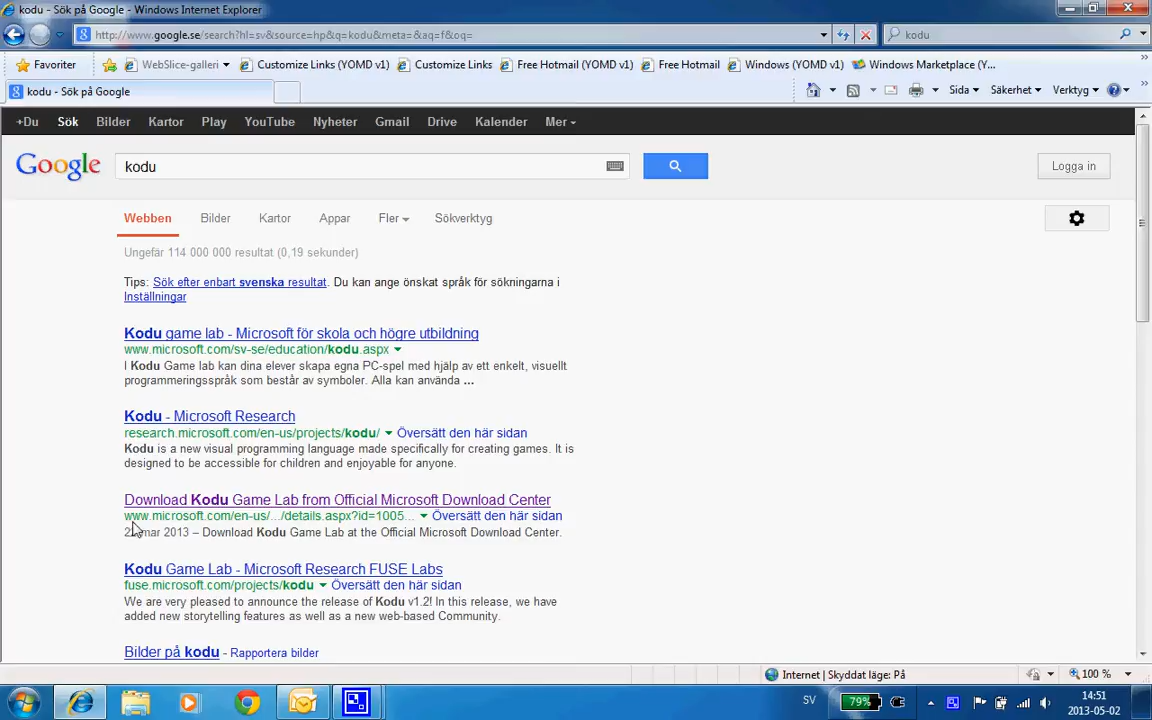 kodu - Sök på Google - Windows Internet Explorer
http://www.google.se/search?hl=sv&source=hp&q=kodu&meta=&aq=f&oq=
kodu
Favoriter
WebSlice-galleri
Customize Links (YOMD v1)
Customize Links
Free Hotmail (YOMD v1)
Free Hotmail
Windows (YOMD v1)
Windows Marketplace (Y...
kodu - Sök på Google
Sida
Säkerhet
Verktyg
+Du Sök Bilder Kartor Play YouTube Nyheter Gmail Drive Kalender Mer
Google
kodu
Logga in
Webben Bilder Kartor Appar Fler Sökverktyg
Ungefär 114 000 000 resultat (0,19 sekunder)
Tips: Sök efter enbart svenska resultat. Du kan ange önskat språk för sökningarna i
Inställningar
Kodu game lab - Microsoft för skola och högre utbildning
www.microsoft.com/sv-se/education/kodu.aspx
I Kodu Game lab kan dina elever skapa egna PC-spel med hjälp av ett enkelt, visuellt
programmeringsspråk som består av symboler. Alla kan använda ...
Kodu - Microsoft Research
research.microsoft.com/en-us/projects/kodu/ Översätt den här sidan
Kodu is a new visual programming language made specifically for creating games. It is
designed to be accessible for children and enjoyable for anyone.
Download Kodu Game Lab from Official Microsoft Download Center
www.microsoft.com/en-us/.../details.aspx?id=1005... Översätt den här sidan
mar 2013 – Download Kodu Game Lab at the Official Microsoft Download Center.
Kodu Game Lab - Microsoft Research FUSE Labs
fuse.microsoft.com/projects/kodu Översätt den här sidan
We are very pleased to announce the release of Kodu v1.2! In this release, we have
added new storytelling features as well as a new web-based Community.
Bilder på kodu - Rapportera bilder
Internet | Skyddat läge: På
100 %
SV
79%
14:51
2013-05-02